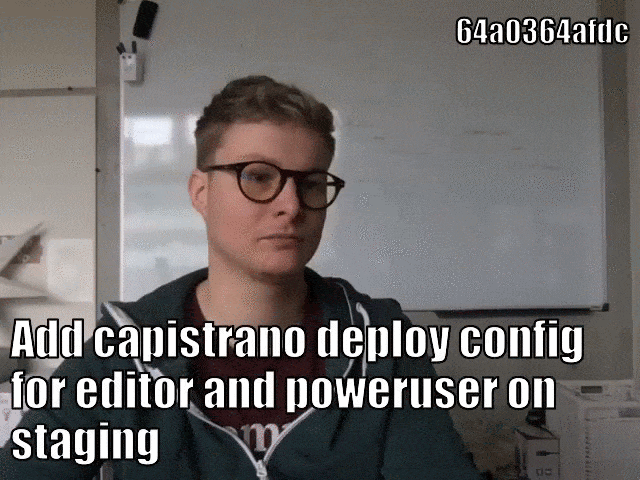 64a0364afdc
Add capistrano deploy config
for editor and poweruser on
staging